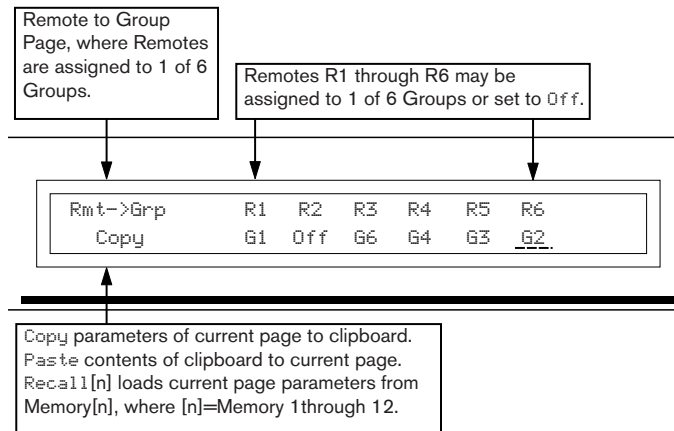 Remote to Group
Page, where Remotes
are assigned to 1 of 6
Groups.
Remotes R1 through R6 may be
assigned to 1 of 6 Groups or set to Off.
Rmt->Grp R1 R2 R3 R4 R5 R6
Copy G1 Off G6 G4 G3 G2
Copy parameters of current page to clipboard.
Paste contents of clipboard to current page.
Recall[n] loads current page parameters from
Memory[n], where [n]=Memory 1through 12.